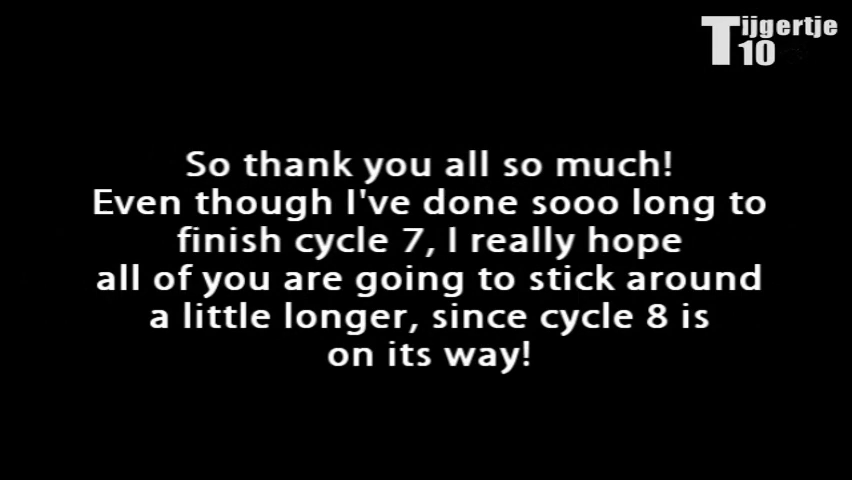 Tijgertje
10
So thank you all so much!
Even though I've done sooo long to
finish cycle 7, I really hope
all of you are going to stick around
a little longer, since cycle 8 is
on its way!